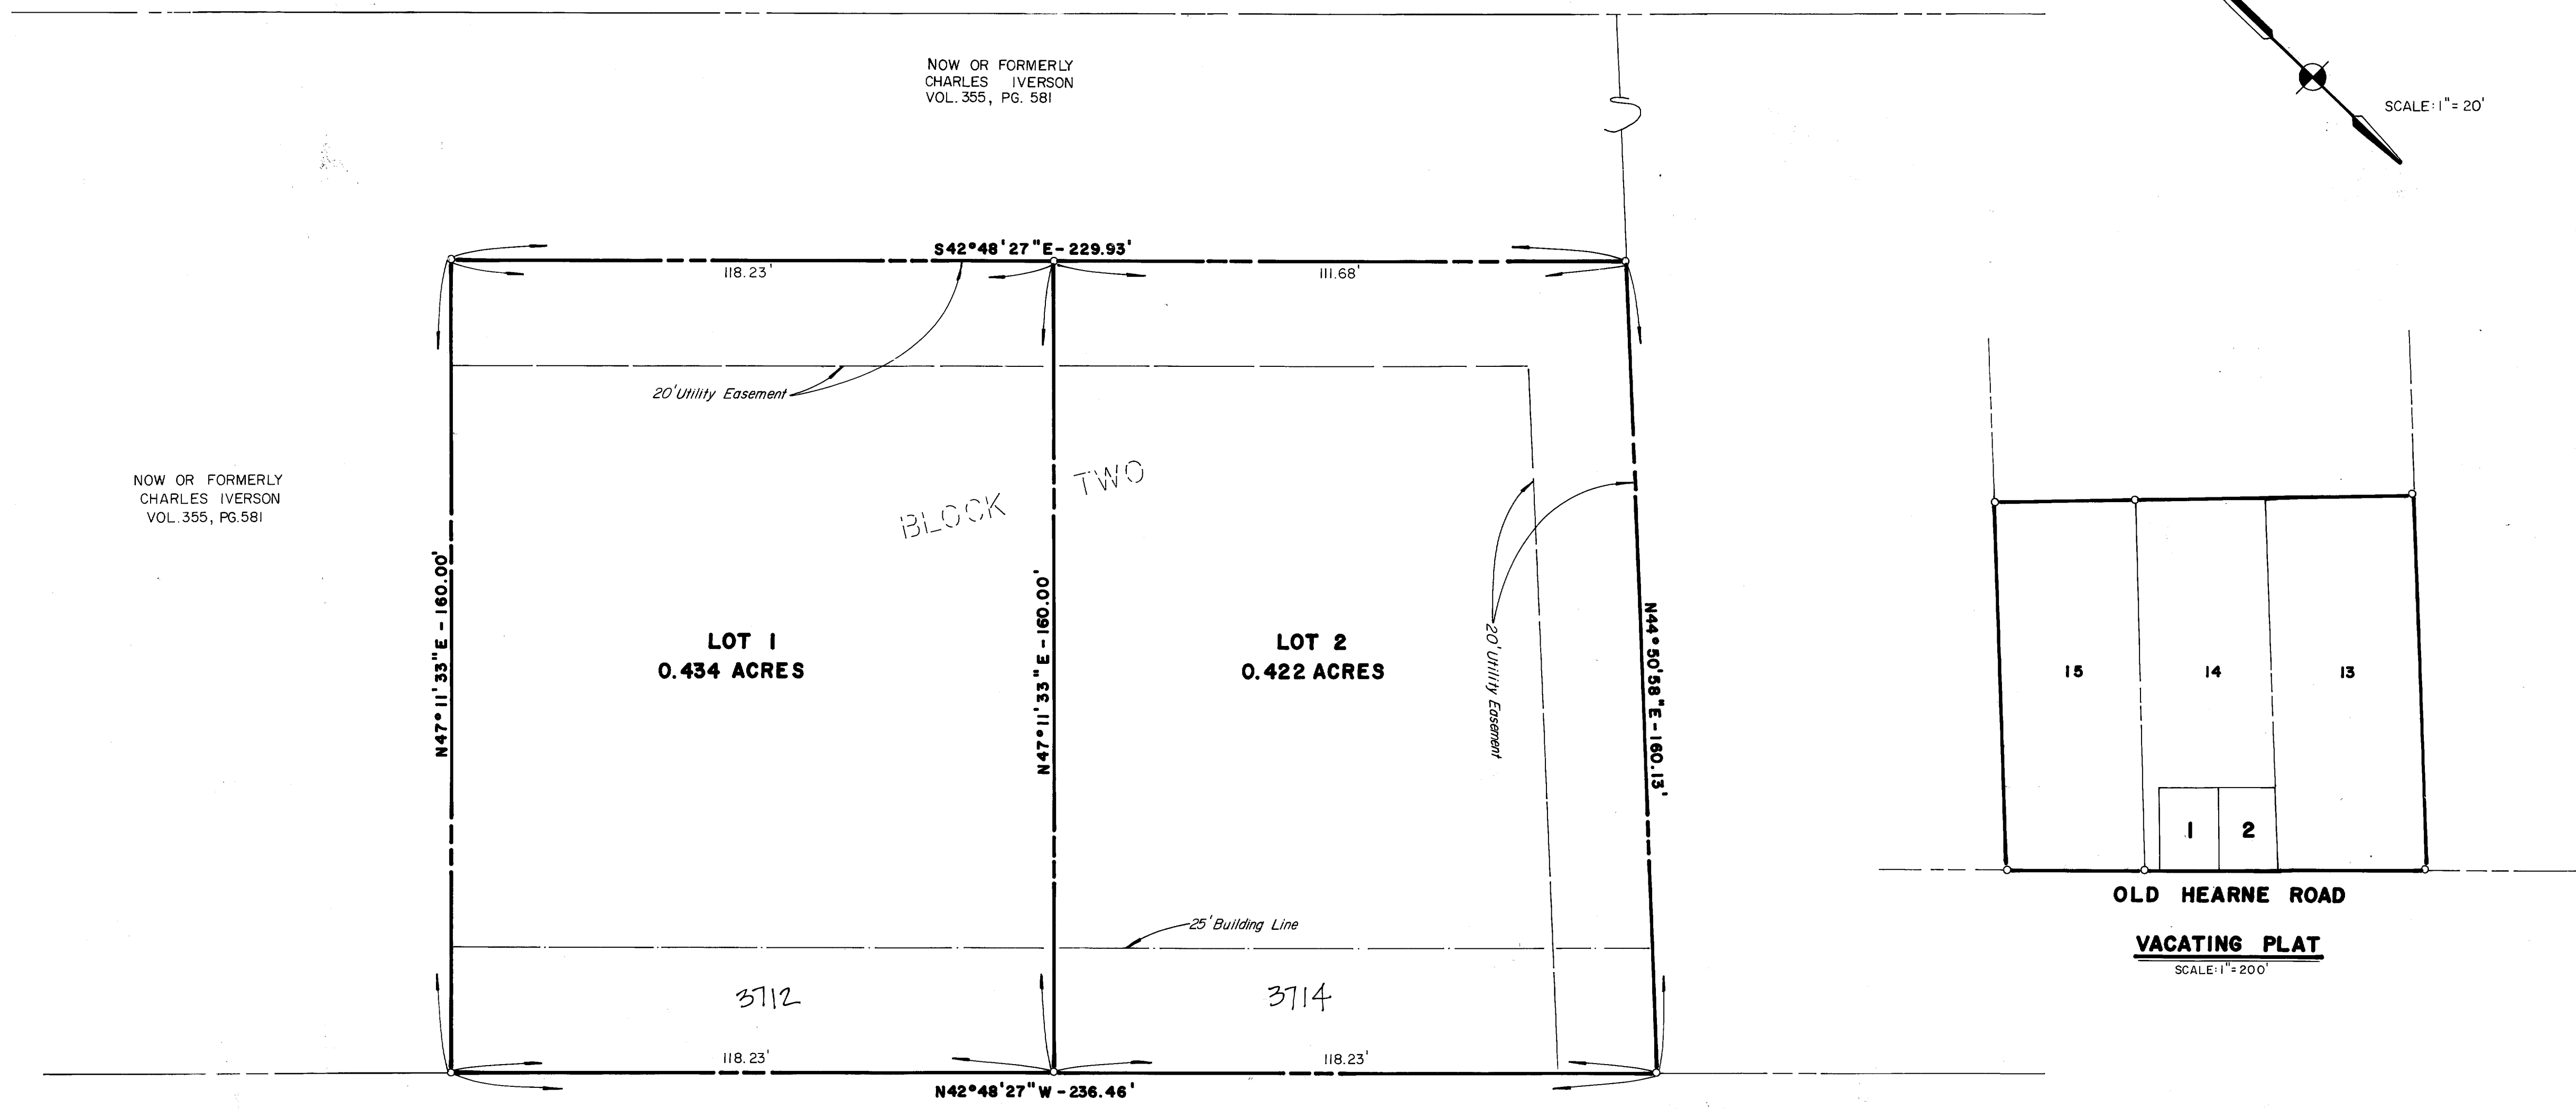 NOW OR FORMERLY
CHARLES IVERSON
VOL. 355, PG. 581
SCALE: 1" = 20'
S42°48'27"E - 229.93'
118.23'
111.68'
20' Utility Easement
NOW OR FORMERLY
CHARLES IVERSON
VOL. 355, PG. 581
BLOCK TWO
N47°11'33"E - 160.00'
N47°11'33"E - 160.00'
N44°50'58"E - 160.13'
20' Utility Easement
LOT 1
0.434 ACRES
LOT 2
0.422 ACRES
25' Building Line
3712
3714
118.23'
118.23'
N42°48'27"W - 236.46'
15
14
13
1
2
OLD HEARNE ROAD
VACATING PLAT
SCALE: 1" = 200'